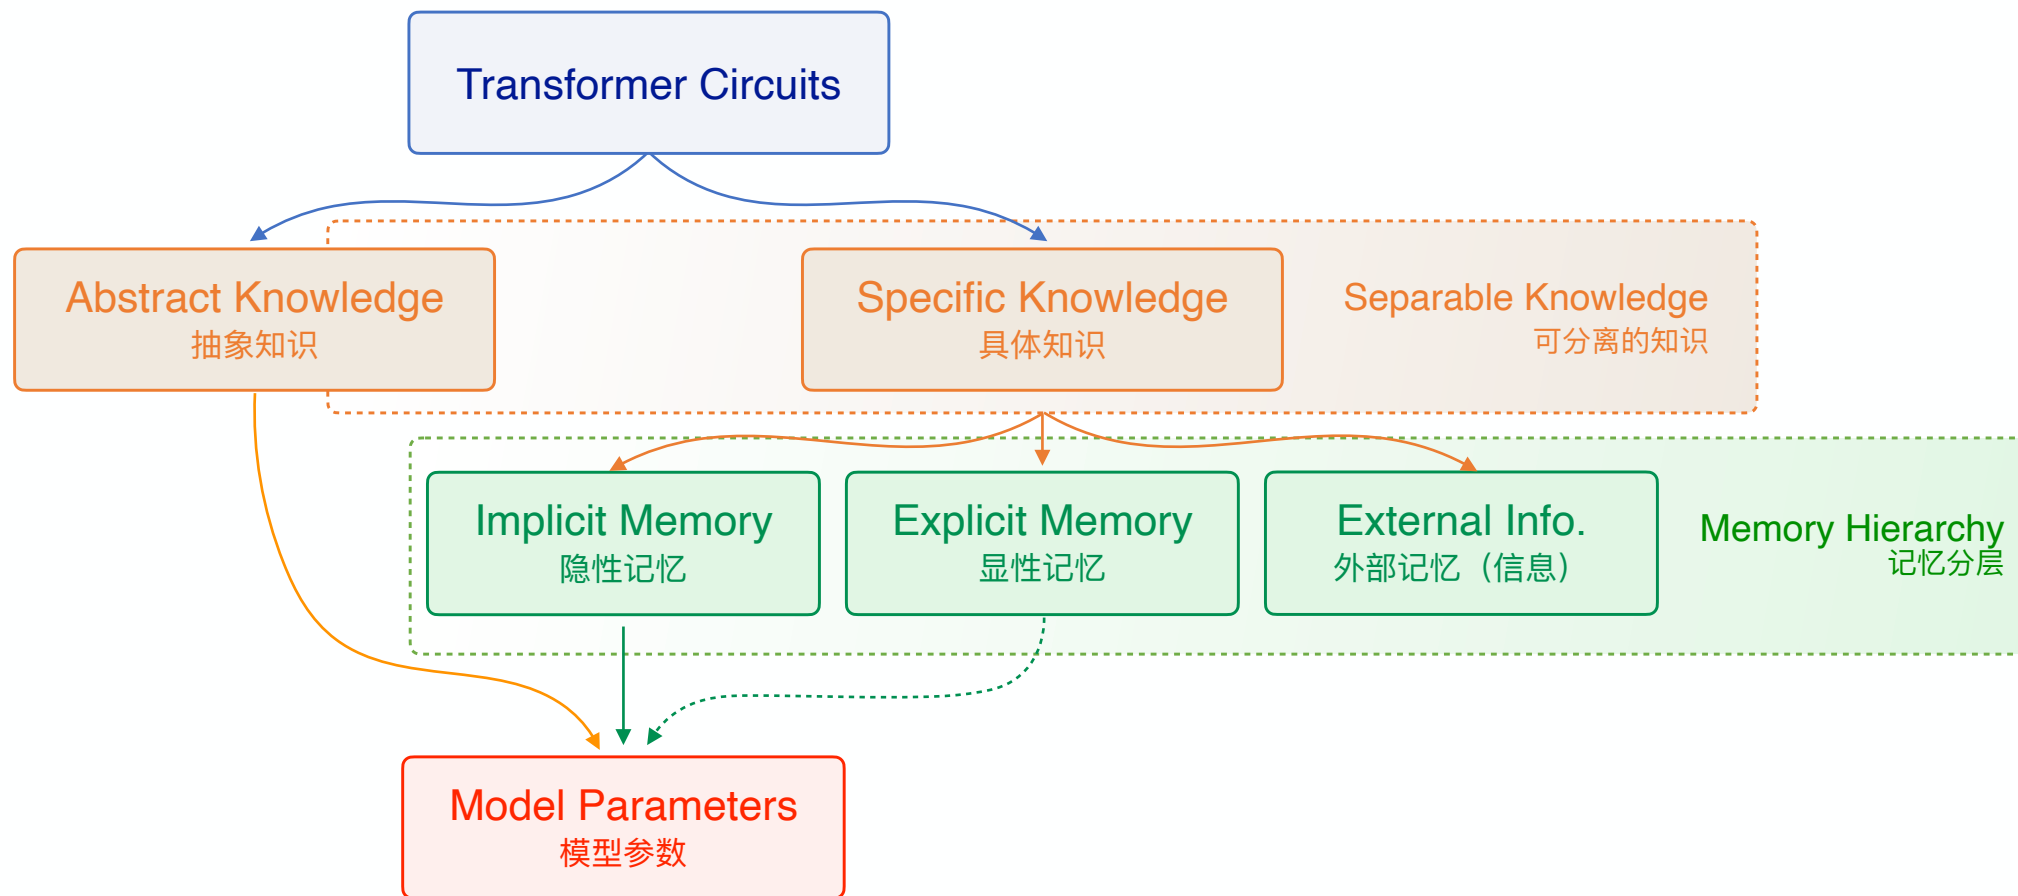 Transformer Circuits
Abstract Knowledge
抽象知识
Specific Knowledge
具体知识
Separable Knowledge
可分离的知识
Implicit Memory
隐性记忆
Explicit Memory
显性记忆
External Info.
外部记忆（信息）
Memory Hierarchy
记忆分层
Model Parameters
模型参数